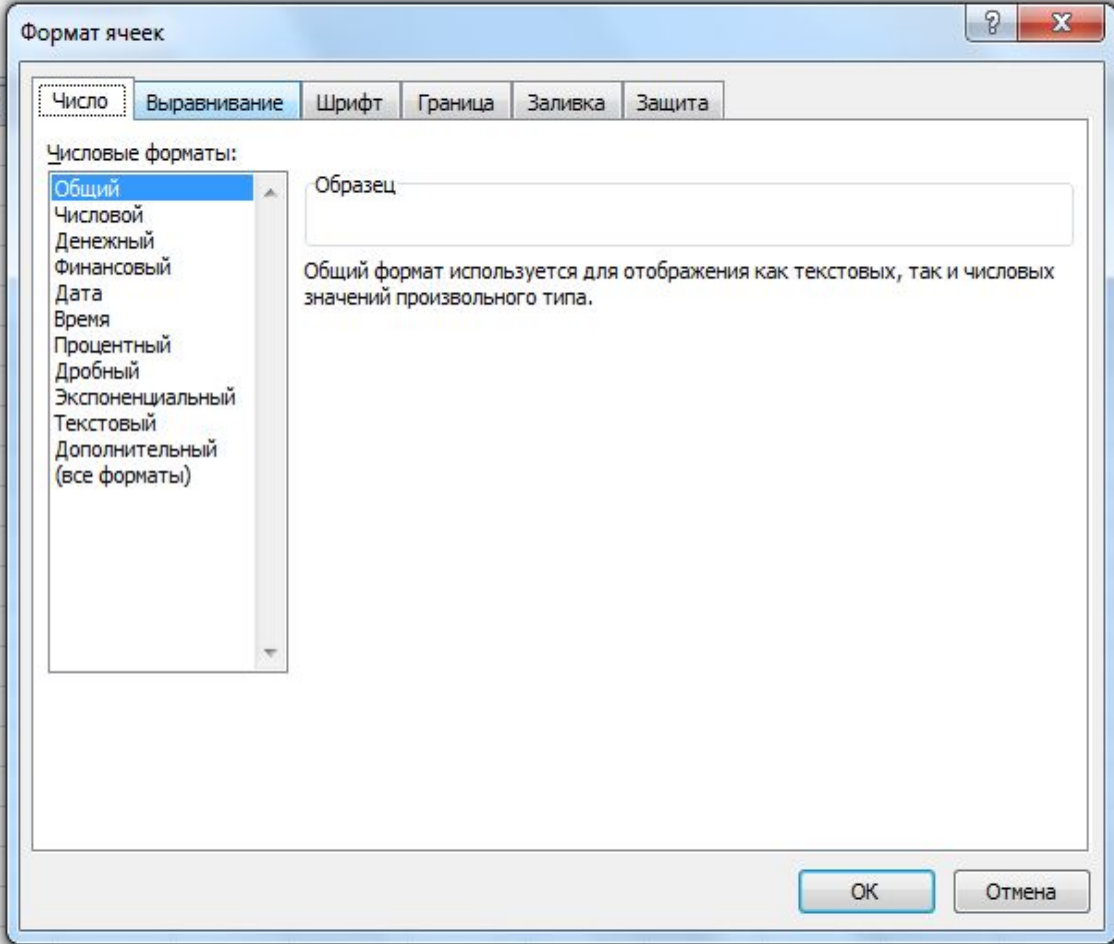 Формат ячеек
Число
Выравнивание
Шрифт
Граница
Заливка
Защита
Числовые форматы:
Общий
Числовой
Денежный
Финансовый
Дата
Время
Процентный
Дробный
Экспоненциальный
Текстовый
Дополнительный
(все форматы)
Образец
Общий формат используется для отображения как текстовых, так и числовых
значений произвольного типа.
ОК
Отмена